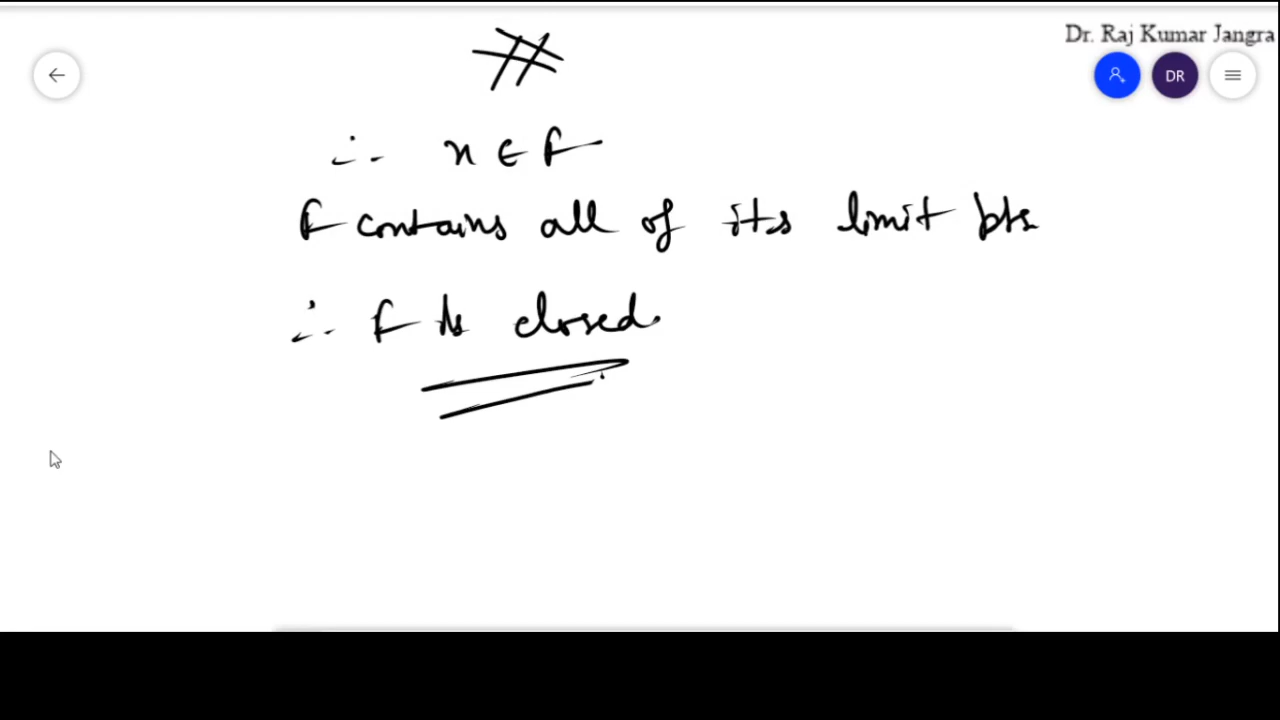 Dr. Raj Kumar Jangra
DR
∴ x ∈ F
F contains all of its limit pts
∴ F is closed